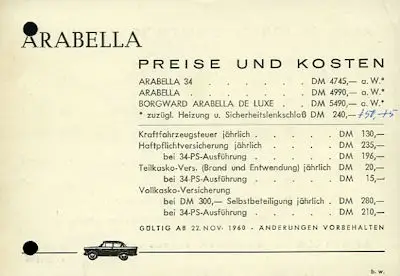 ARABELLA
PREISE UND KOSTEN
ARABELLA 34 . . . . . . . DM 4745,— a. W.*
ARABELLA . . . . . . . . DM 4990,— a. W.*
BORGWARD ARABELLA DE LUXE . . . DM 5490,— a. W.*
* zuzügl. Heizung u. Sicherheitslenkschloß DM 240,—
Kraftfahrzeugsteuer jährlich . . . . . DM 130,—
Haftpflichtversicherung jährlich . . . . DM 235,—
bei 34-PS-Ausführung . . . . . DM 196,—
Teilkasko-Vers. (Brand und Entwendung) jährlich DM 20,—
bei 34-PS-Ausführung . . . . . DM 15,—
Vollkasko-Versicherung
bei DM 300,— Selbstbeteiligung jährlich . DM 280,—
bei 34-PS-Ausführung . . . . . DM 210,—
GÜLTIG AB 22. NOV. 1960 - ÄNDERUNGEN VORBEHALTEN
b. w.